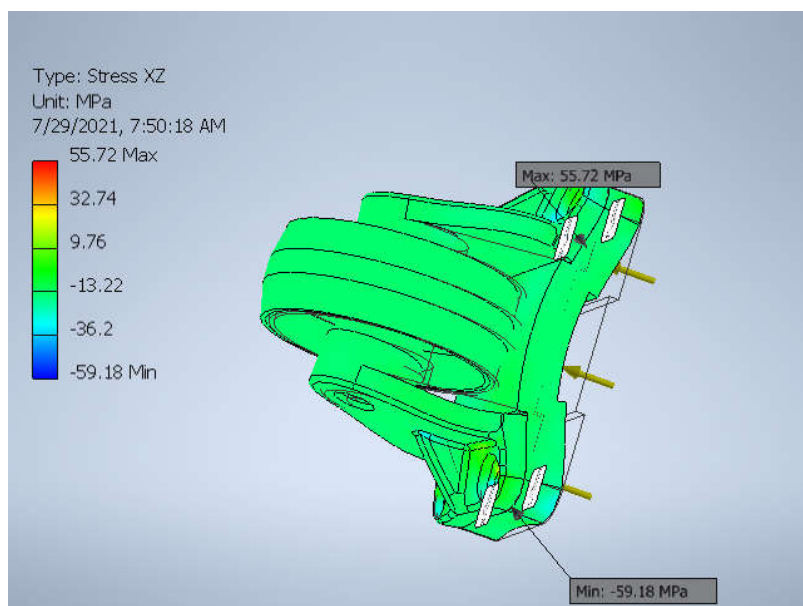 Type: Stress XZ
Unit: MPa
7/29/2021, 7:50:18 AM
55.72 Max
32.74
9.76
-13.22
-36.2
-59.18 Min
Max: 55.72 MPa
Min: -59.18 MPa